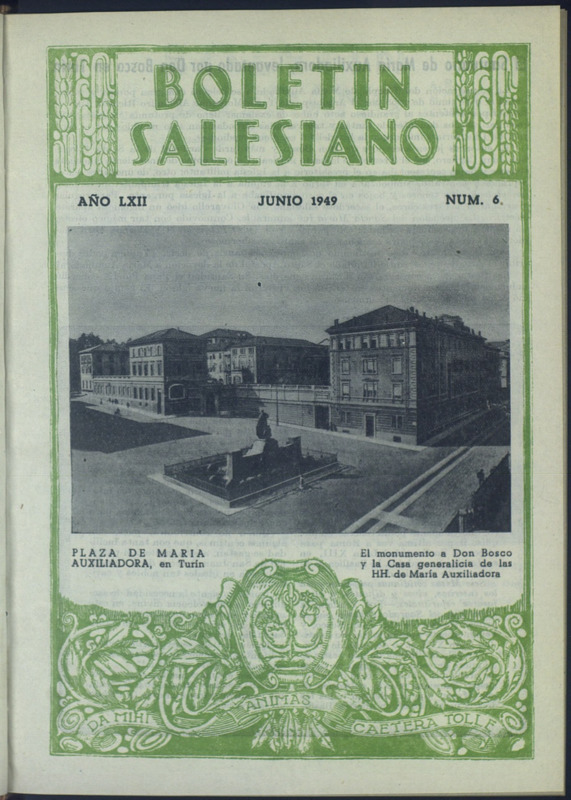 BOLETIN
SALESIANO
AÑO LXII
JUNIO 1949
NUM. 6.
PLAZA DE MARIA
AUXILIADORA, en Turín
El monumento a Don Bosco
y la Casa generalicia de las
HH. de María Auxiliadora
DA MIHI
ANIMAS
CAETERA TOLLE